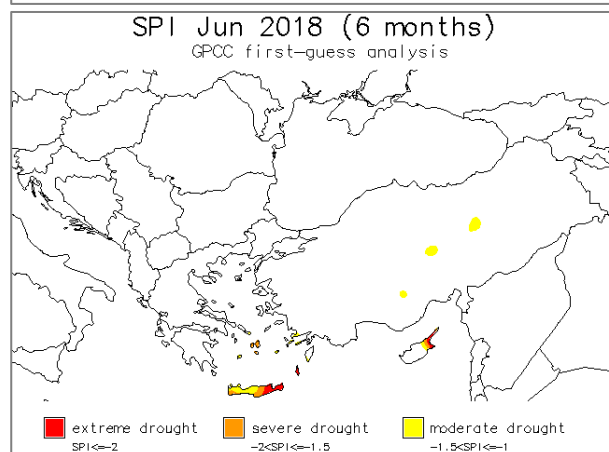 SPI Jun 2018 (6 months)
GPCC first-guess analysis
extreme drought severe drought moderate drought
SPI<=-2 -2<SPI<=-1.5 -1.5<SPI<=-1